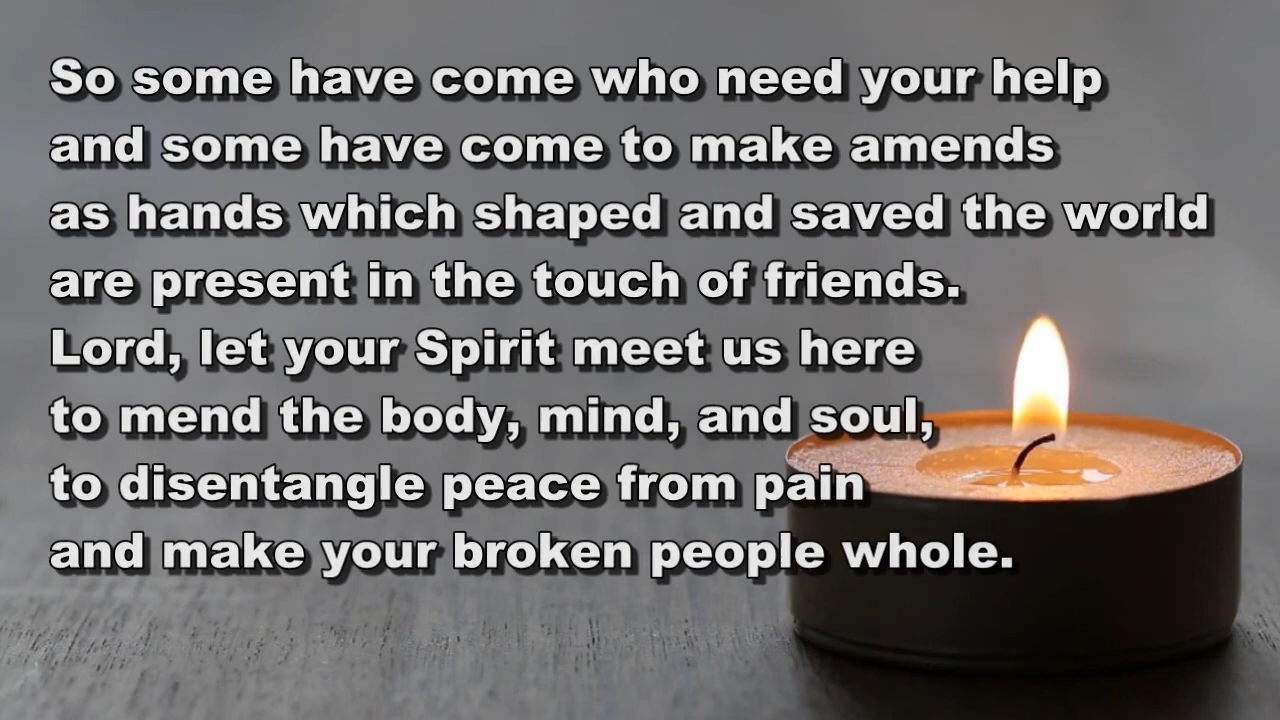 So some have come who need your help
and some have come to make amends
as hands which shaped and saved the world
are present in the touch of friends.
Lord, let your Spirit meet us here
to mend the body, mind, and soul,
to disentangle peace from pain
and make your broken people whole.